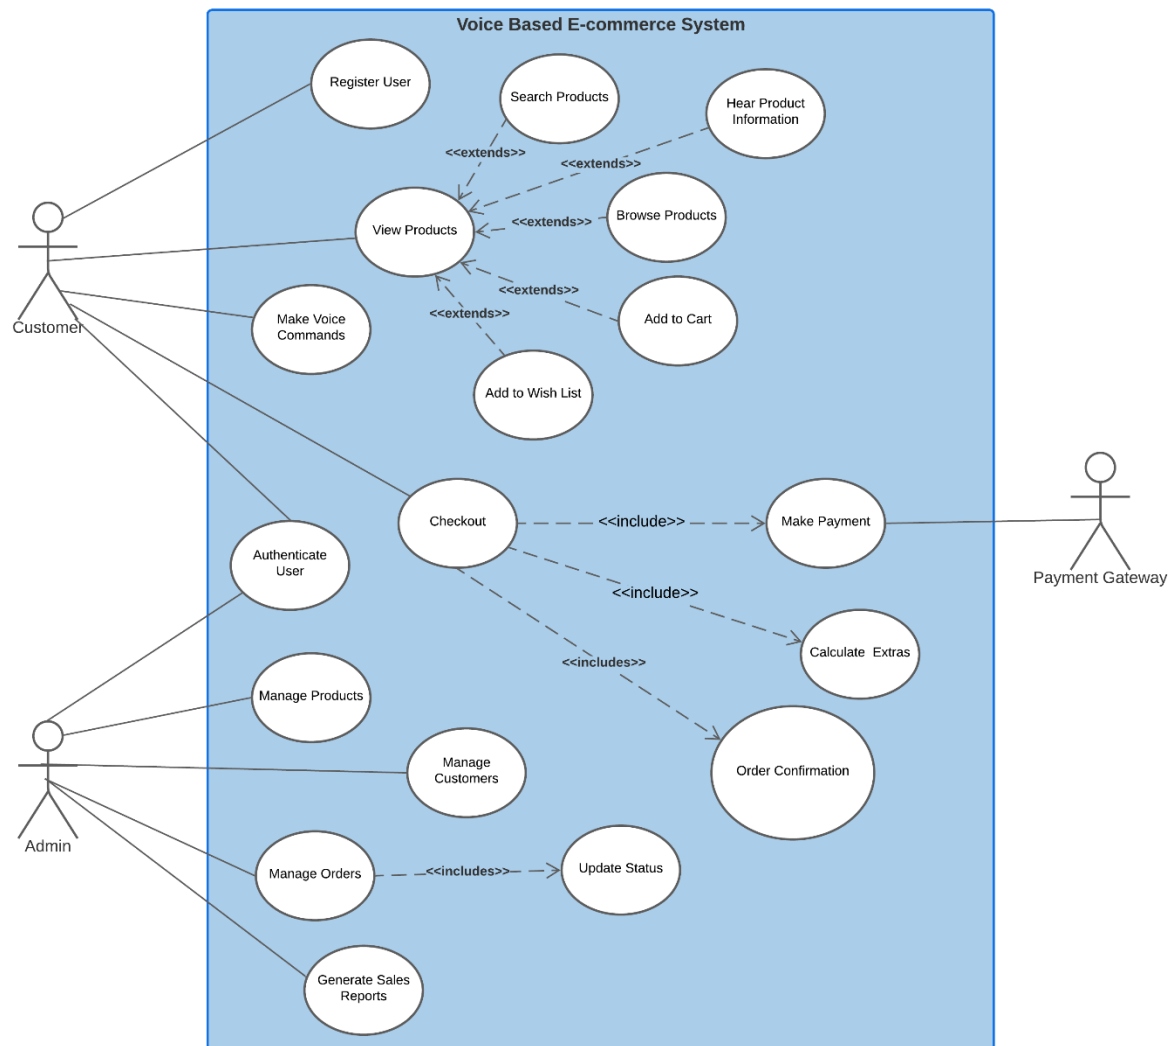 Voice Based E-commerce System
Register User
Search Products
Hear Product
Information
<<extends>>
<<extends>>
View Products
<<extends>>
Browse Products
<<extends>>
Add to Cart
<<extends>>
Add to Wish List
Make Voice
Commands
Customer
Checkout
<<include>>
Make Payment
Payment Gateway
Authenticate
User
<<include>>
Calculate  Extras
<<includes>>
Order Confirmation
Manage Products
Manage
Customers
Admin
Manage Orders
<<includes>>
Update Status
Generate Sales
Reports